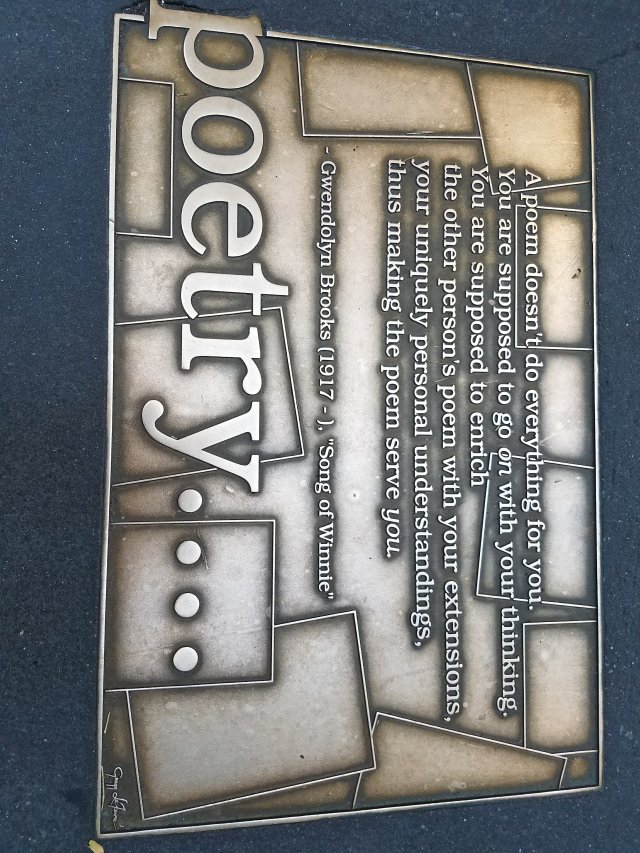 A poem doesn't do everything for you.
You are supposed to go on with your thinking.
You are supposed to enrich
the other person's poem with your extensions,
your uniquely personal understandings,
thus making the poem serve you.
- Gwendolyn Brooks (1917 - ), "Song of Winnie"
poetry....